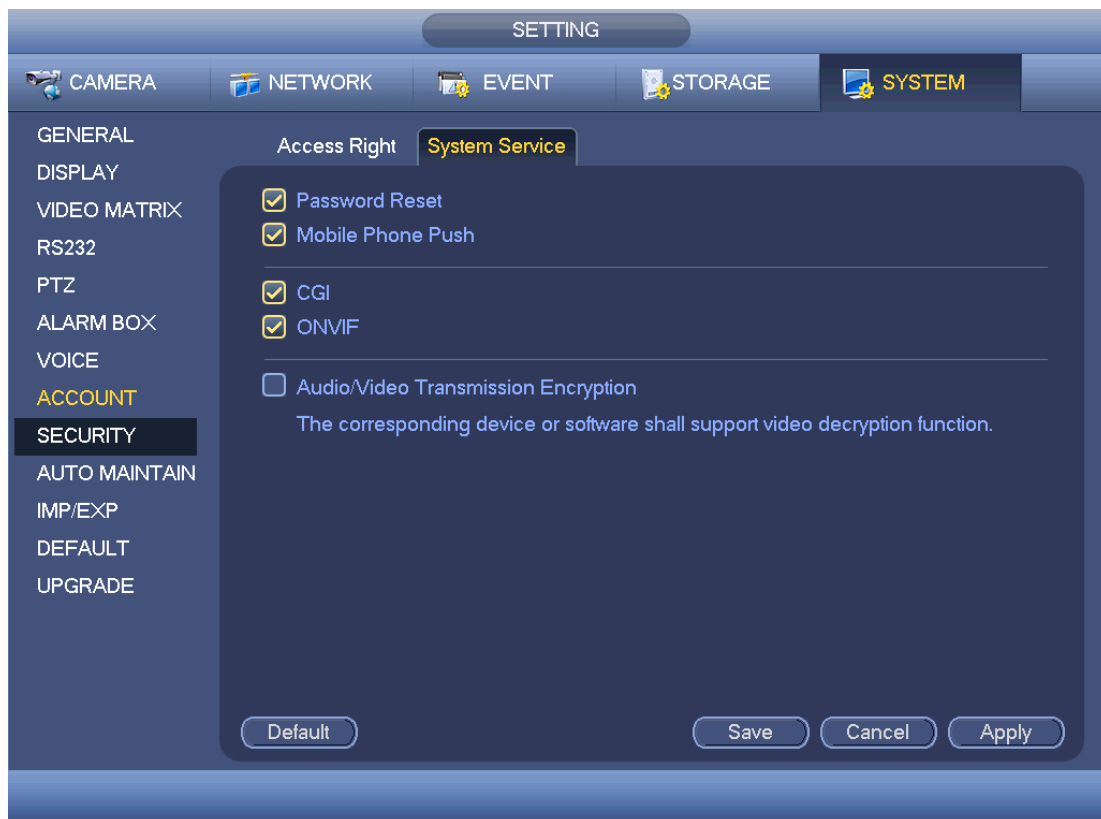 SETTING
CAMERA NETWORK EVENT STORAGE SYSTEM
GENERAL
DISPLAY
VIDEO MATRIX
RS232
PTZ
ALARM BOX
VOICE
ACCOUNT
SECURITY
AUTO MAINTAIN
IMP/EXP
DEFAULT
UPGRADE
Access Right System Service
Password Reset
Mobile Phone Push
CGI
ONVIF
Audio/Video Transmission Encryption
The corresponding device or software shall support video decryption function.
Default Save Cancel Apply